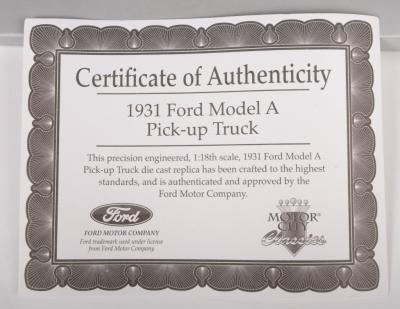 Certificate of Authenticity
1931 Ford Model A
Pick-up Truck
This precision engineered, 1:18th scale, 1931 Ford Model A
Pick-up Truck die cast replica has been crafted to the highest
standards, and is authenticated and approved by the
Ford Motor Company.
Ford
FORD MOTOR COMPANY
Ford trademark used under license
from Ford Motor Company
MOTOR
CITY
Classics